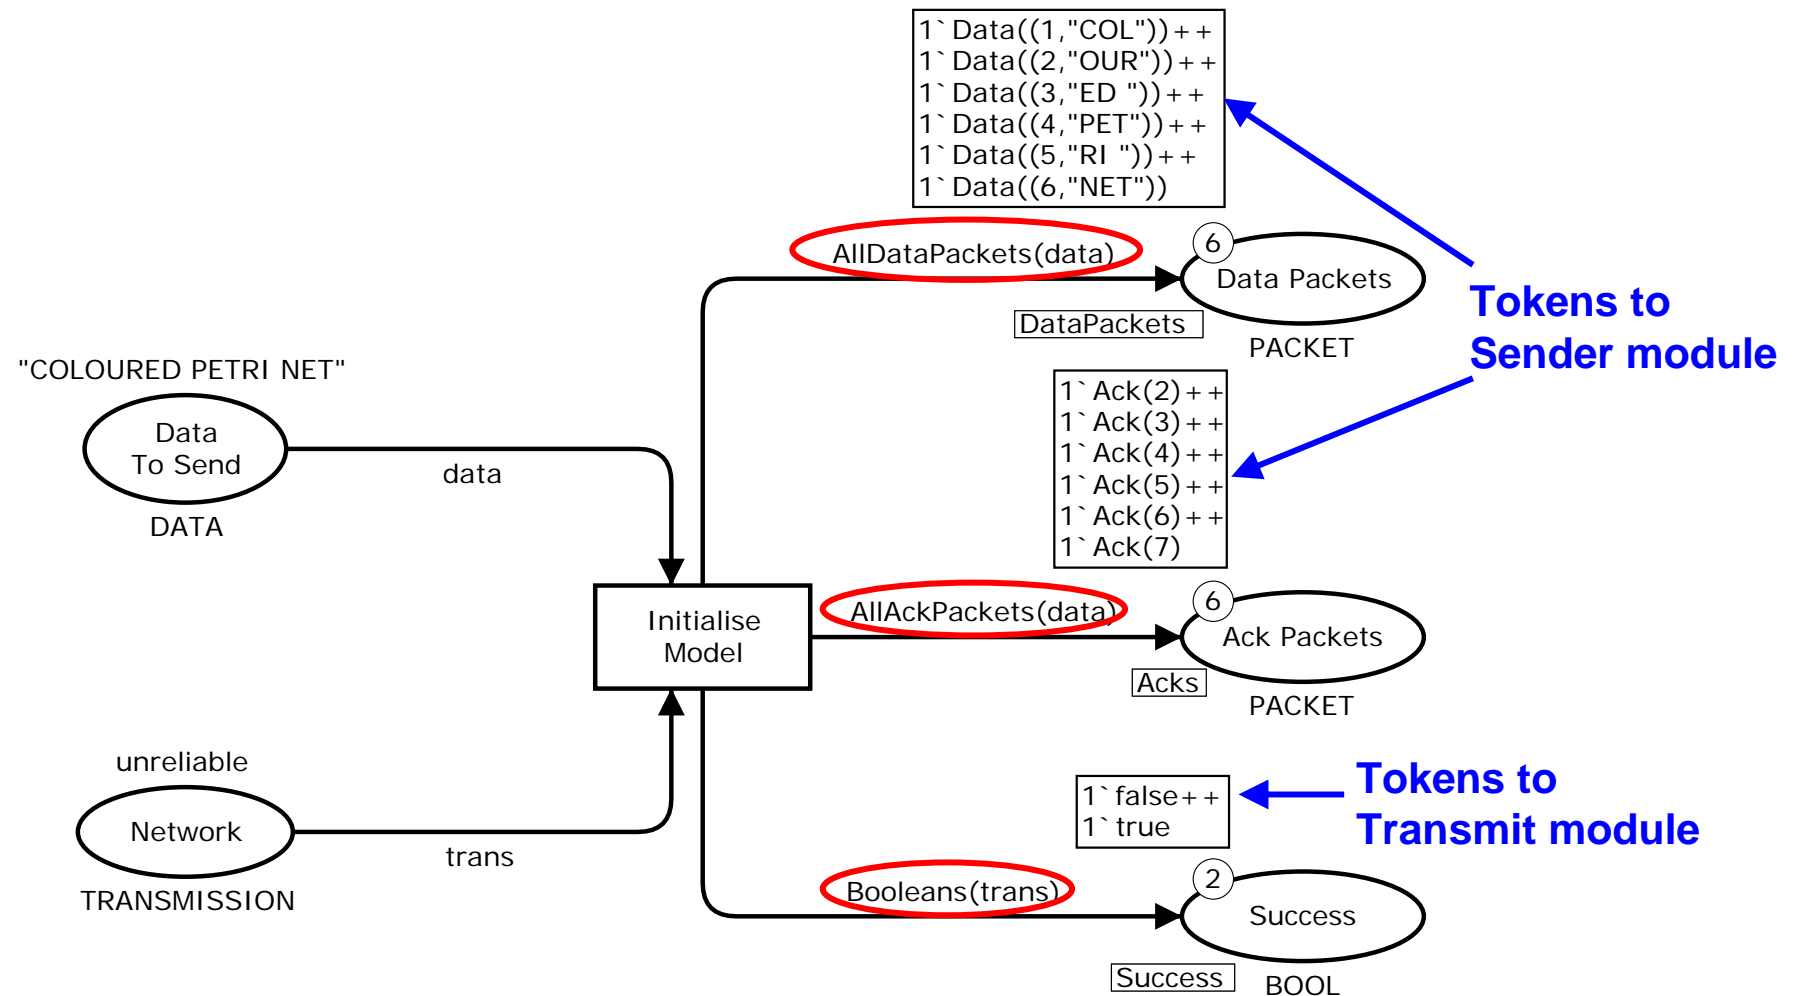 1`Data((1,"COL"))++
1`Data((2,"OUR"))++
1`Data((3,"ED "))++
1`Data((4,"PET"))++
1`Data((5,"RI "))++
1`Data((6,"NET"))
AllDataPackets(data)
6
Data Packets
DataPackets
PACKET
Tokens to
Sender module
"COLOURED PETRI NET"
Data
To Send
DATA
data
1`Ack(2)++
1`Ack(3)++
1`Ack(4)++
1`Ack(5)++
1`Ack(6)++
1`Ack(7)
Initialise
Model
AllAckPackets(data)
6
Ack Packets
Acks
PACKET
unreliable
Network
TRANSMISSION
trans
1`false++
1`true
Tokens to
Transmit module
Booleans(trans)
2
Success
Success
BOOL